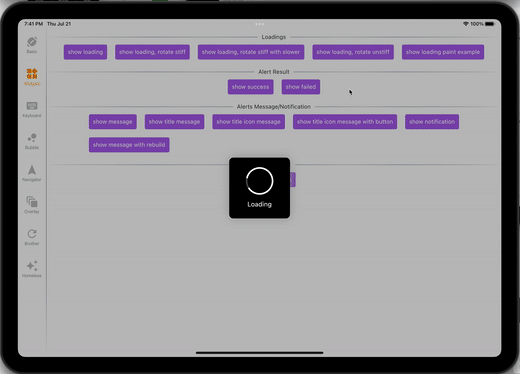 7:41 PM Thu Jul 21
100%
Loadings
show loading
show loading, rotate stiff
show loading, rotate stiff with slower
show loading, rotate unstiff
show loading paint example
Alert Result
show success
show failed
Alerts Message/Notification
show message
show title message
show title icon message
show title icon message with button
show notification
show message with rebuild
Loading
Basic
Widgets
Keyboard
Bubble
Navigator
Overlay
Brother
Homeless